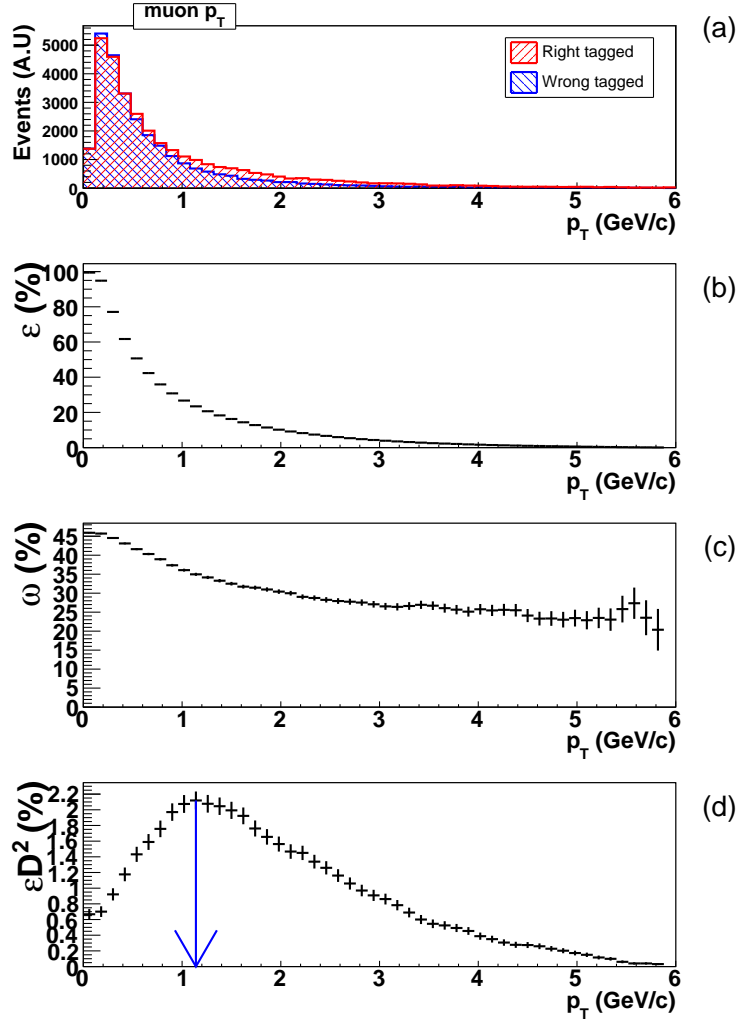 muon p_T
(a)
Events (A.U)
5000
4000
3000
2000
1000
0
Right tagged
Wrong tagged
0 1 2 3 4 5 6
p_T (GeV/c)
(b)
ε (%)
100
80
60
40
20
0
0 1 2 3 4 5 6
p_T (GeV/c)
(c)
ω (%)
45
40
35
30
25
20
15
10
5
0
0 1 2 3 4 5 6
p_T (GeV/c)
(d)
εD² (%)
2.2
2
1.8
1.6
1.4
1.2
1
0.8
0.6
0.4
0.2
0
0 1 2 3 4 5 6
p_T (GeV/c)